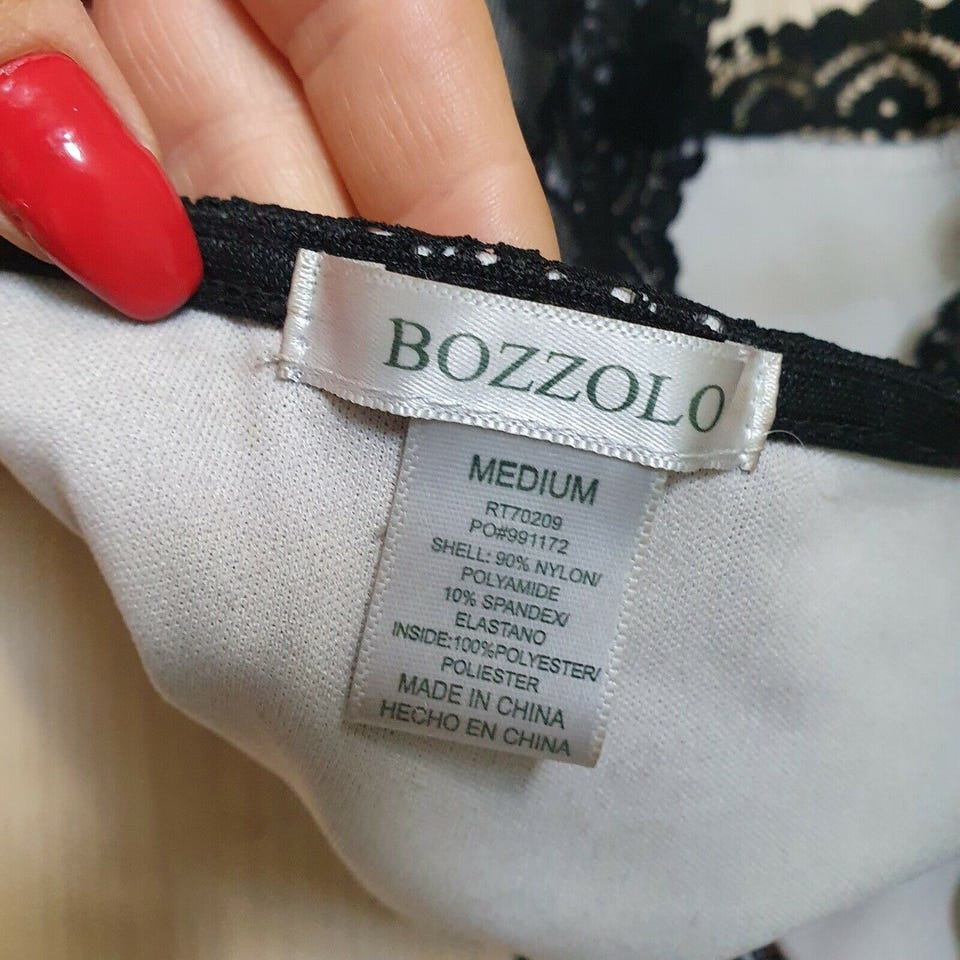 BOZZOLO
MEDIUM
RT70209
PO#991172
SHELL: 90% NYLON/
POLYAMIDE
10% SPANDEX/
ELASTANO
INSIDE:100%POLYESTER/
POLIESTER
MADE IN CHINA
HECHO EN CHINA